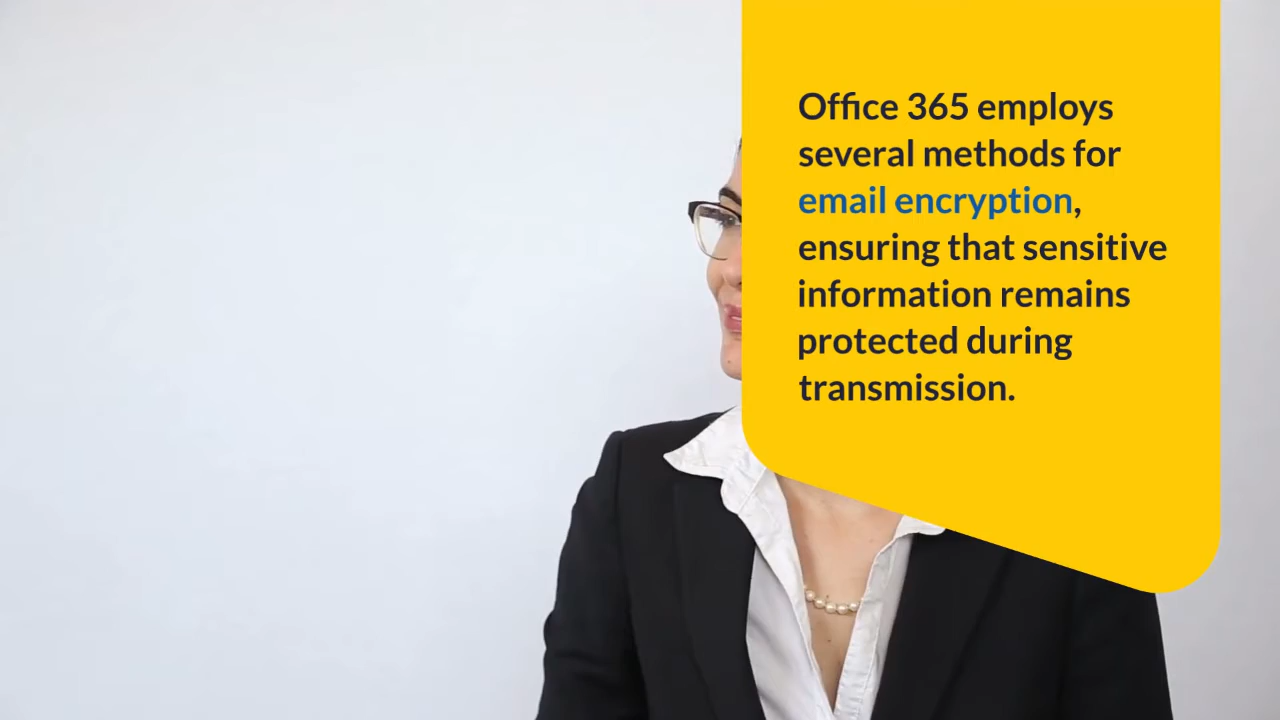 Office 365 employs
several methods for
email encryption,
ensuring that sensitive
information remains
protected during
transmission.